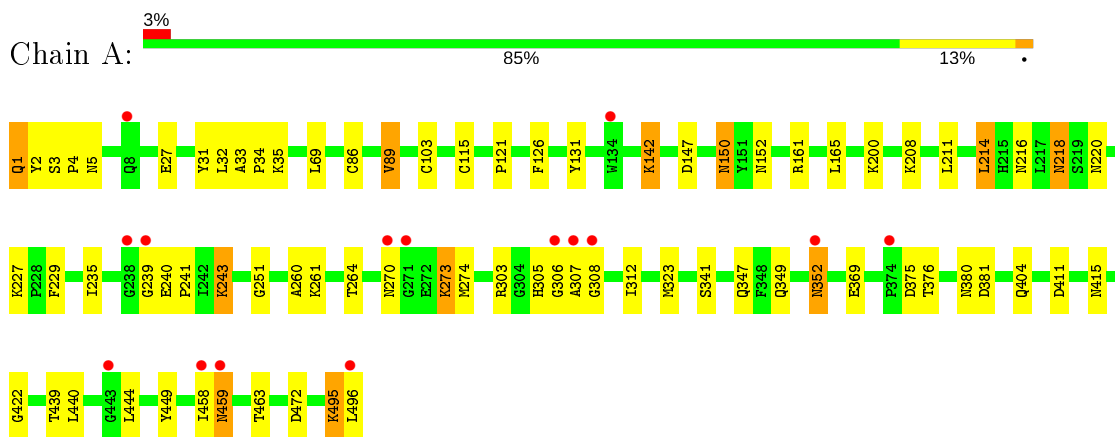 3%
Chain A:
85% 13% •
Q1 Y2 S3 P4 N5 Q8 E27 Y31 L32 A33 P34 K35 L69 C86 V89 C103 C115 P121 F126 Y131 W134 K142 D147 N150 Y151 N152 R161 L165 K200 K208 L211 L214 H215 N216 L217 N218 S219 N220
K227 P228 F229 I235 G238 G239 E240 P241 I242 K243 G251 A260 K261 T264 N270 G271 E272 K273 M274 R303 G304 H305 G306 A307 G308 I312 M323 S341 Q347 F348 Q349 N352 E369 P374 D375 T376 N380 D381 Q404 D411 N415
G422 T439 L440 G443 L444 Y449 I458 N459 T463 D472 K495 L496